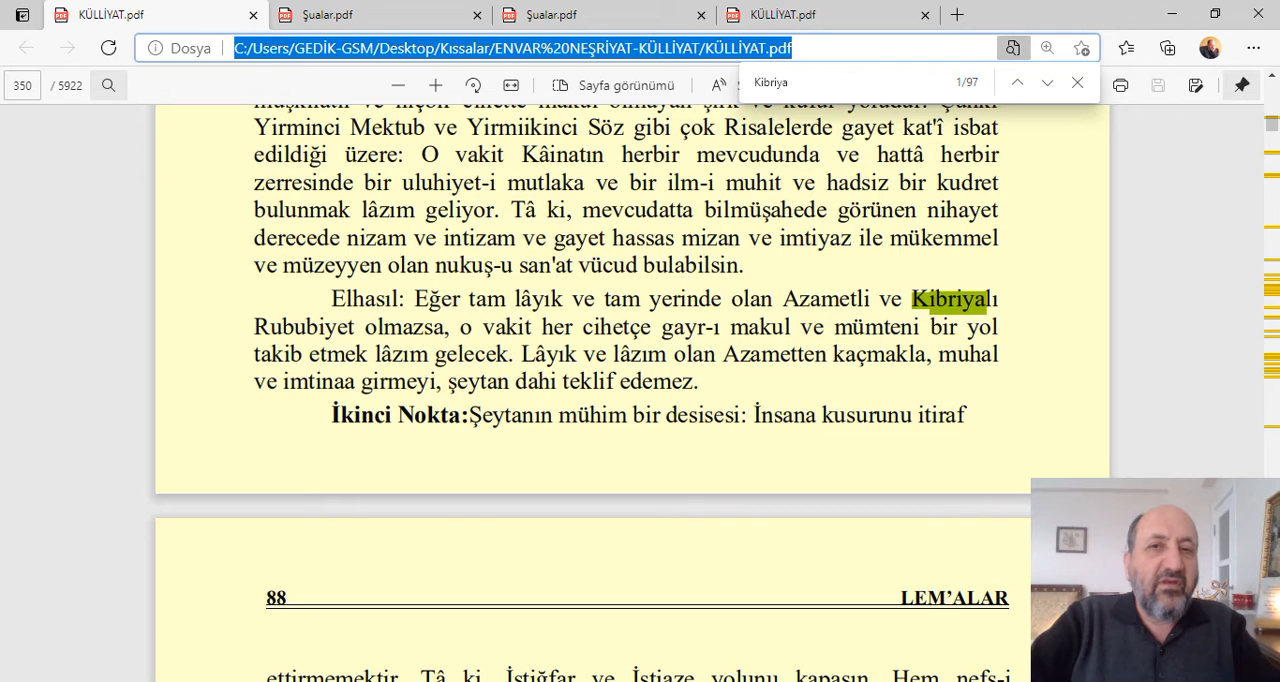 KÜLLİYAT.pdf
Şualar.pdf
Şualar.pdf
KÜLLİYAT.pdf
Dosya C:/Users/GEDİK-GSM/Desktop/Kıssalar/ENVAR%20NEŞRİYAT-KÜLLİYAT/KÜLLİYAT.pdf
350 / 5922
Sayfa görünümü
Kibriya 1/97
Yirminci Mektub ve Yirmiikinci Söz gibi çok Risalelerde gayet kat'î isbat
edildiği üzere: O vakit Kâinatın herbir mevcudunda ve hattâ herbir
zerresinde bir uluhiyet-i mutlaka ve bir ilm-i muhit ve hadsiz bir kudret
bulunmak lâzım geliyor. Tâ ki, mevcudatta bilmüşahede görünen nihayet
derecede nizam ve intizam ve gayet hassas mizan ve imtiyaz ile mükemmel
ve müzeyyen olan nukuş-u san'at vücud bulabilsin.
Elhasıl: Eğer tam lâyık ve tam yerinde olan Azametli ve Kibriyalı
Rububiyet olmazsa, o vakit her cihetçe gayr-ı makul ve mümteni bir yol
takib etmek lâzım gelecek. Lâyık ve lâzım olan Azametten kaçmakla, muhal
ve imtinaa girmeyi, şeytan dahi teklif edemez.
İkinci Nokta:Şeytanın mühim bir desisesi: İnsana kusurunu itiraf
88 LEM'ALAR
ettirmemektir. Tâ ki, İstiğfar ve İstiaze yolunu kapasın. Hem nefs-i